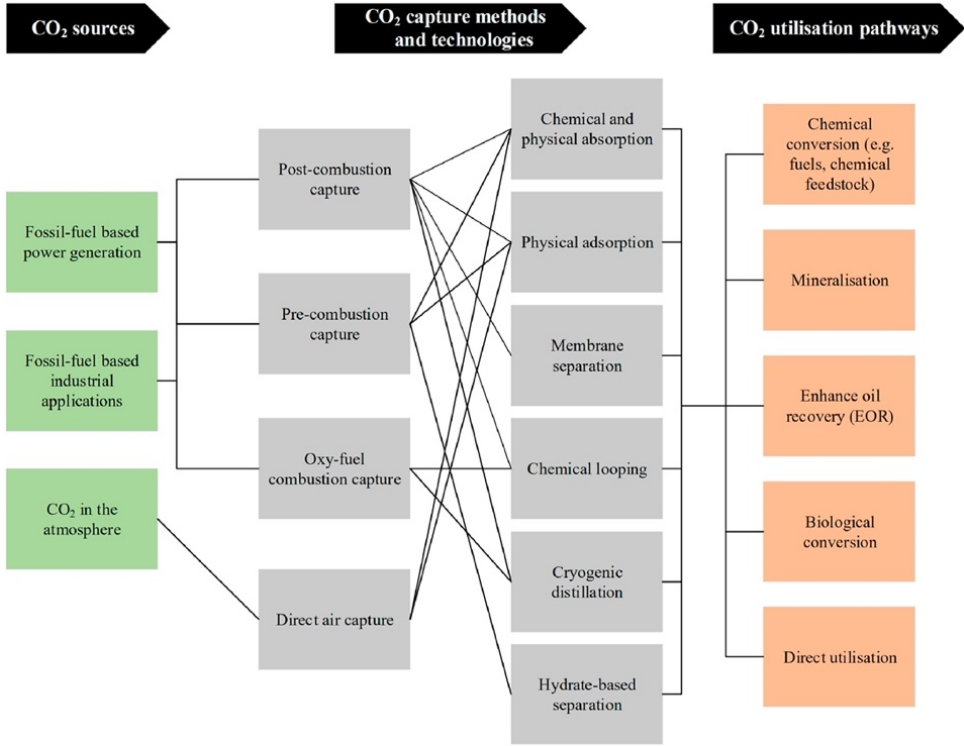 CO₂ sources
CO₂ capture methods
and technologies
CO₂ utilisation pathways
Fossil-fuel based
power generation
Fossil-fuel based
industrial
applications
CO₂ in the
atmosphere
Post-combustion
capture
Pre-combustion
capture
Oxy-fuel
combustion capture
Direct air capture
Chemical and
physical absorption
Physical adsorption
Membrane
separation
Chemical looping
Cryogenic
distillation
Hydrate-based
separation
Chemical
conversion (e.g.
fuels, chemical
feedstock)
Mineralisation
Enhance oil
recovery (EOR)
Biological
conversion
Direct utilisation